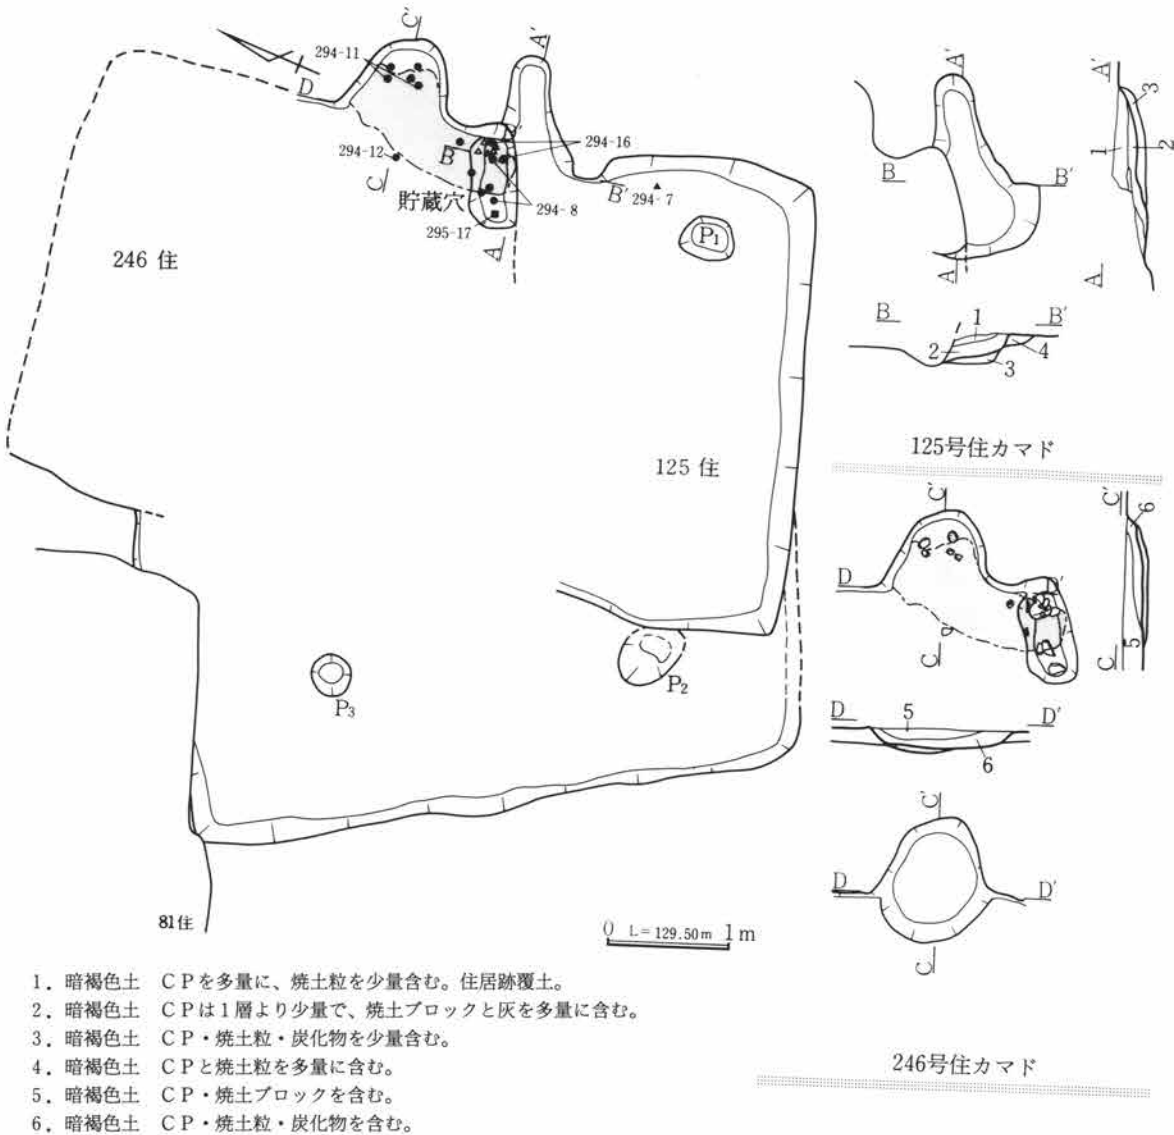 C'
A'
294-11
D
294-16
294-12
B
D'
C
貯蔵穴
294-8
B'
294-7
295-17
A
P1
246 住
125 住
P3
P2
81住
0 L=129.50m 1m
A'
B
B'
A
A'
3
1
2
A
B
1
B'
2
3
4
125号住カマド
C'
D
D'
C
C'
6
5
C
D
5
D'
6
C'
D
D'
C
246号住カマド
1．暗褐色土　CPを多量に、焼土粒を少量含む。住居跡覆土。
2．暗褐色土　CPは1層より少量で、焼土ブロックと灰を多量に含む。
3．暗褐色土　CP・焼土粒・炭化物を少量含む。
4．暗褐色土　CPと焼土粒を多量に含む。
5．暗褐色土　CP・焼土ブロックを含む。
6．暗褐色土　CP・焼土粒・炭化物を含む。